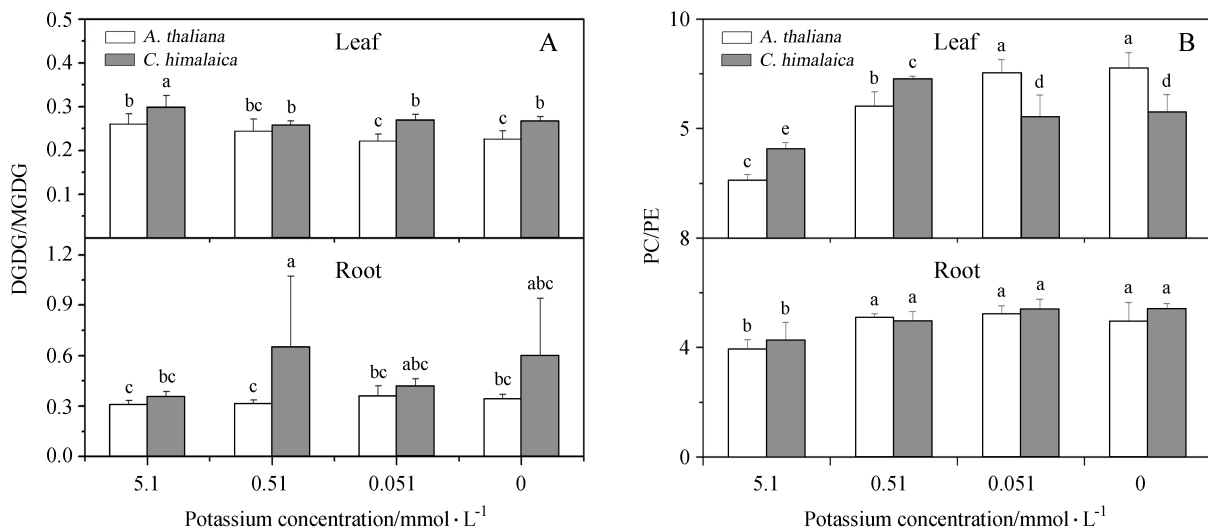 0.5
0.4
0.3
0.2
0.1
A. thaliana
C. himalaica
Leaf
A
b
a
bc
b
c
b
c
b
DGDG/MGDG
1.2
0.9
0.6
0.3
0.0
Root
c
bc
c
a
bc
abc
bc
abc
5.1
0.51
0.051
0
Potassium concentration/mmol · L⁻¹
10
5
A. thaliana
C. himalaica
Leaf
B
c
e
b
c
a
d
a
d
PC/PE
8
4
0
Root
b
b
a
a
a
a
a
a
5.1
0.51
0.051
0
Potassium concentration/mmol · L⁻¹